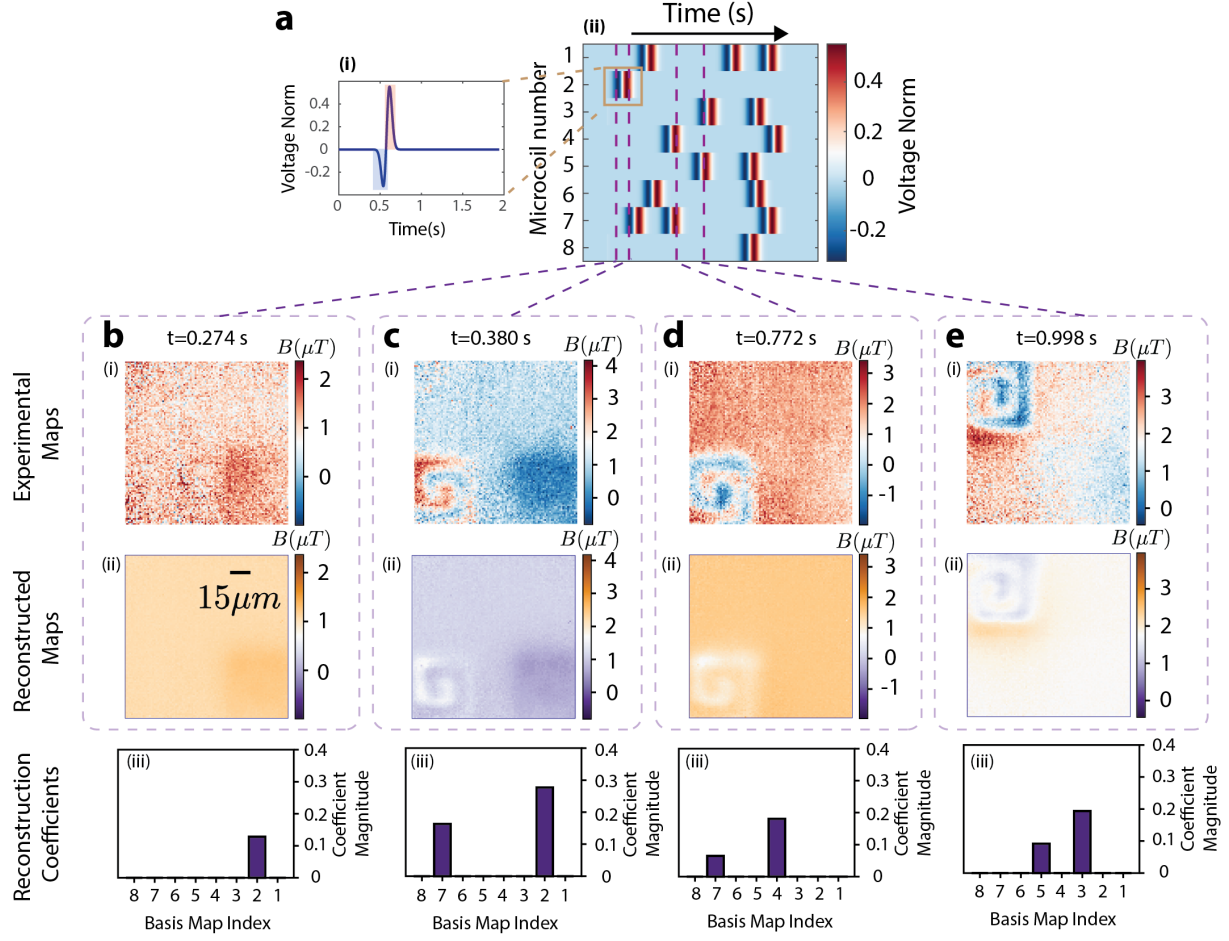 a
Time (s)
(i)
(ii)
Voltage Norm
0.4
0.2
0
-0.2
0
0.5
1
1.5
2
Time(s)
Microcoil number
1
2
3
4
5
6
7
8
0.4
0.2
0
-0.2
Voltage Norm
Experimental
Maps
b
t=0.274 s
(i)
B(μT)
2
1
0
c
t=0.380 s
(i)
B(μT)
4
3
2
1
0
d
t=0.772 s
(i)
B(μT)
3
2
1
0
-1
e
t=0.998 s
(i)
B(μT)
3
2
1
0
Reconstructed
Maps
(ii)
15μm
B(μT)
2
1
0
(ii)
B(μT)
4
3
2
1
0
(ii)
B(μT)
3
2
1
0
-1
(ii)
B(μT)
3
2
1
0
Reconstruction
Coefficients
(iii)
0.4
0.3
0.2
0.1
0
Coefficient
Magnitude
8 7 6 5 4 3 2 1
Basis Map Index
(iii)
0.4
0.3
0.2
0.1
0
Coefficient
Magnitude
8 7 6 5 4 3 2 1
Basis Map Index
(iii)
0.4
0.3
0.2
0.1
0
Coefficient
Magnitude
8 7 6 5 4 3 2 1
Basis Map Index
(iii)
0.4
0.3
0.2
0.1
0
Coefficient
Magnitude
8 7 6 5 4 3 2 1
Basis Map Index